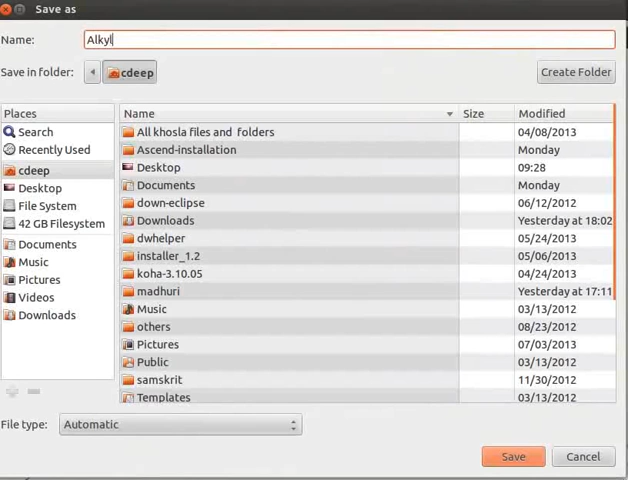 Save as
Name: Alkyl
Save in folder: cdeep Create Folder
Places Name Size Modified
Search All khosla files and folders 04/08/2013
Recently Used Ascend-installation Monday
cdeep Desktop 09:28
Desktop Documents Monday
File System down-eclipse 06/12/2012
42 GB Filesystem Downloads Yesterday at 18:02
Documents dwhelper 05/24/2013
Music installer_1.2 05/06/2013
Pictures koha-3.10.05 04/24/2013
Videos madhuri Yesterday at 17:11
Downloads Music 03/13/2012
others 08/23/2012
Pictures 07/03/2013
Public 03/13/2012
samskrit 11/30/2012
Templates 03/13/2012
File type: Automatic
Save Cancel